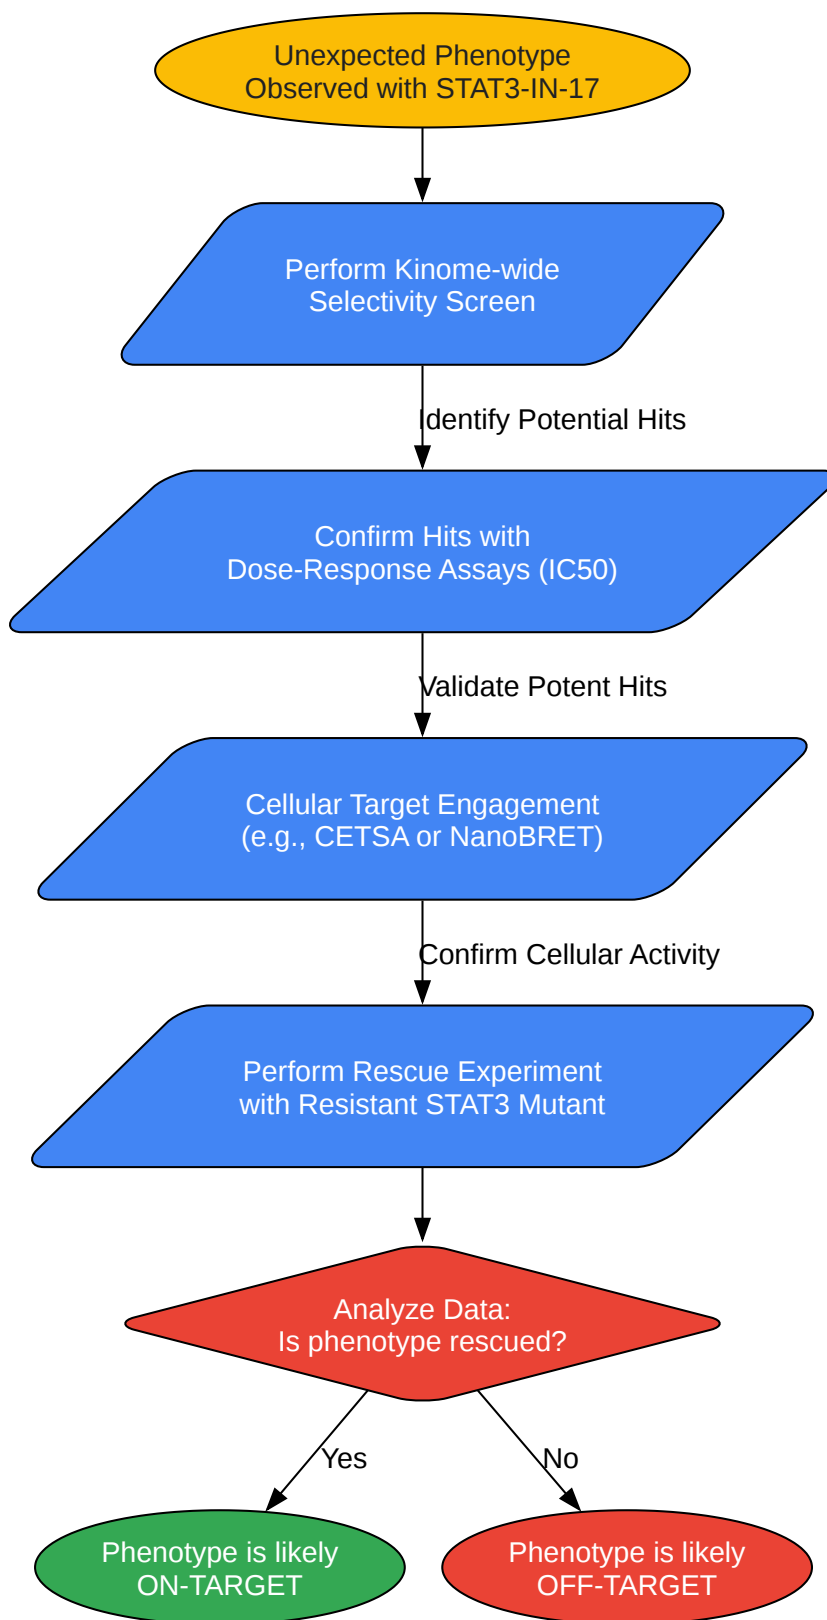 Unexpected Phenotype
Observed with STAT3-IN-17
Perform Kinome-wide
Selectivity Screen
Identify Potential Hits
Confirm Hits with
Dose-Response Assays (IC50)
Validate Potent Hits
Cellular Target Engagement
(e.g., CETSA or NanoBRET)
Confirm Cellular Activity
Perform Rescue Experiment
with Resistant STAT3 Mutant
Analyze Data:
Is phenotype rescued?
Yes
No
Phenotype is likely
ON-TARGET
Phenotype is likely
OFF-TARGET